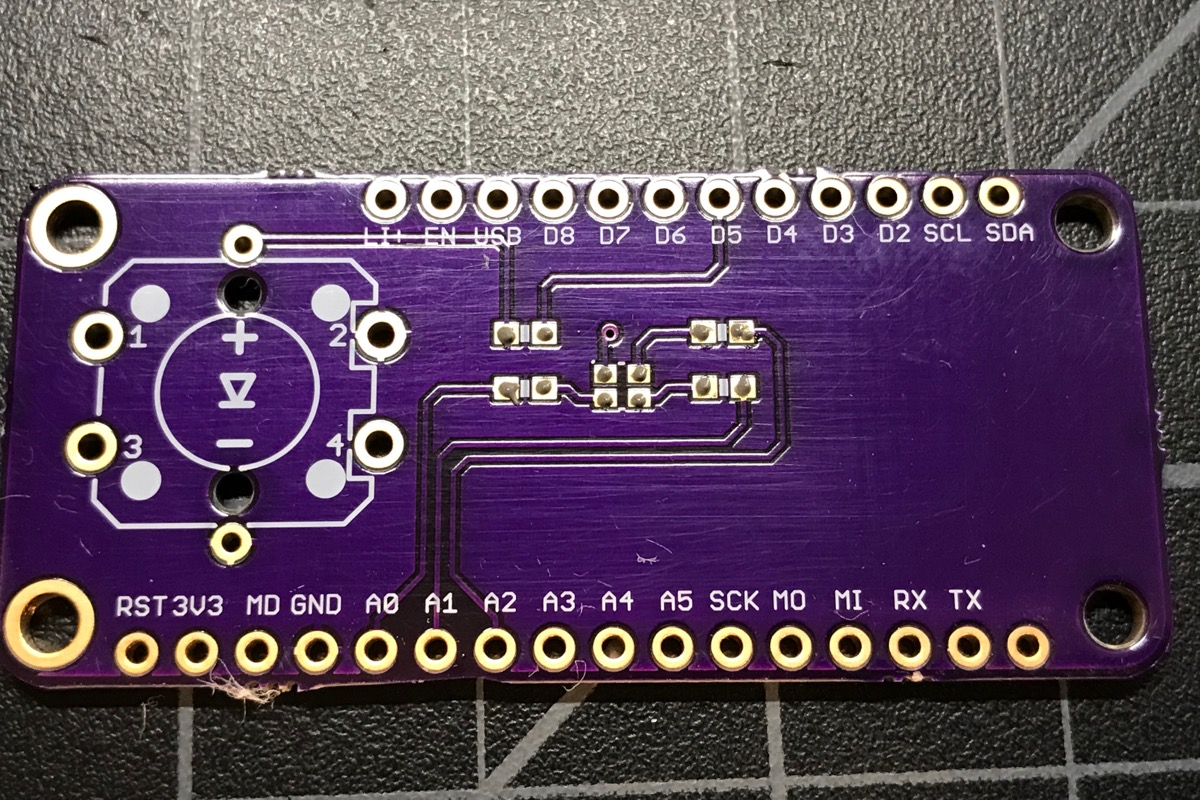 LI+ EN USB D8 D7 D6 D5 D4 D3 D2 SCL SDA
1 + 2
3 − 4
RST 3V3 MD GND A0 A1 A2 A3 A4 A5 SCK MO MI RX TX